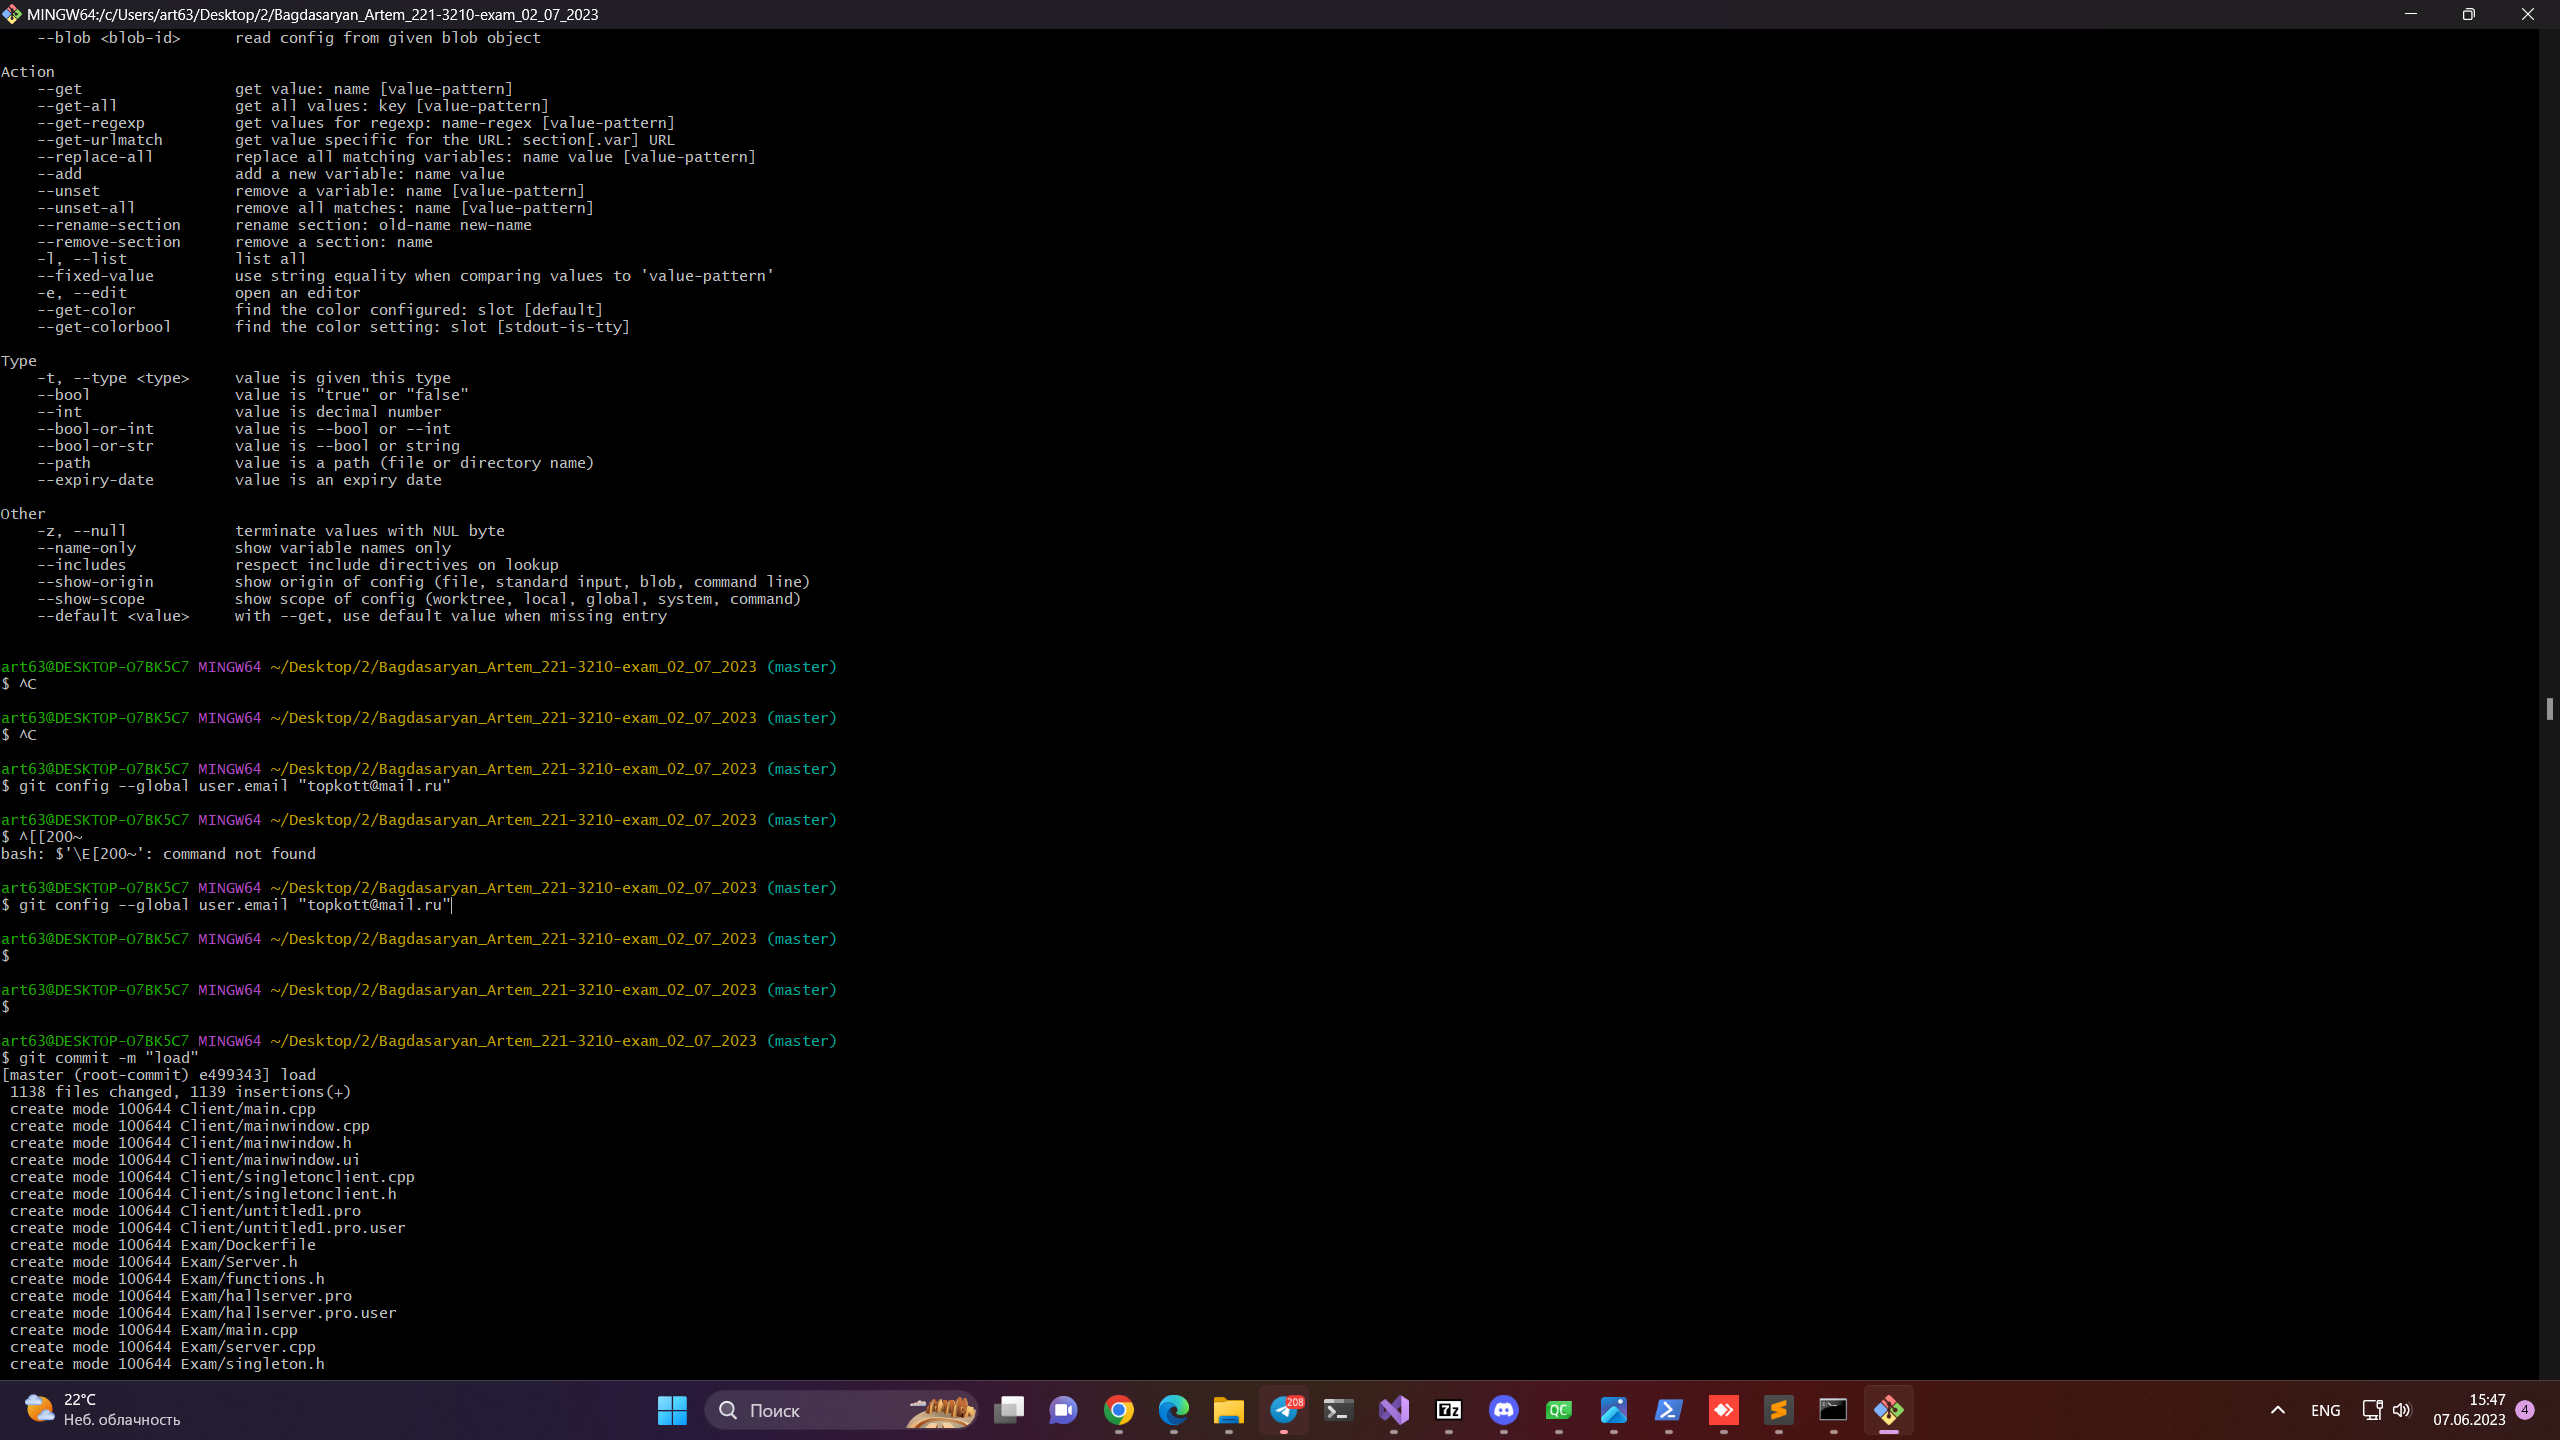 MINGW64:/c/Users/art63/Desktop/2/Bagdasaryan_Artem_221-3210-exam_02_07_2023
--blob <blob-id> read config from given blob object
Action
--get get value: name [value-pattern]
--get-all get all values: key [value-pattern]
--get-regexp get values for regexp: name-regex [value-pattern]
--get-urlmatch get value specific for the URL: section[.var] URL
--replace-all replace all matching variables: name value [value-pattern]
--add add a new variable: name value
--unset remove a variable: name [value-pattern]
--unset-all remove all matches: name [value-pattern]
--rename-section rename section: old-name new-name
--remove-section remove a section: name
-l, --list list all
--fixed-value use string equality when comparing values to 'value-pattern'
-e, --edit open an editor
--get-color find the color configured: slot [default]
--get-colorbool find the color setting: slot [stdout-is-tty]
Type
-t, --type <type> value is given this type
--bool value is "true" or "false"
--int value is decimal number
--bool-or-int value is --bool or --int
--bool-or-str value is --bool or string
--path value is a path (file or directory name)
--expiry-date value is an expiry date
Other
-z, --null terminate values with NUL byte
--name-only show variable names only
--includes respect include directives on lookup
--show-origin show origin of config (file, standard input, blob, command line)
--show-scope show scope of config (worktree, local, global, system, command)
--default <value> with --get, use default value when missing entry
art63@DESKTOP-O7BK5C7 MINGW64 ~/Desktop/2/Bagdasaryan_Artem_221-3210-exam_02_07_2023 (master)
$ ^C
art63@DESKTOP-O7BK5C7 MINGW64 ~/Desktop/2/Bagdasaryan_Artem_221-3210-exam_02_07_2023 (master)
$ ^C
art63@DESKTOP-O7BK5C7 MINGW64 ~/Desktop/2/Bagdasaryan_Artem_221-3210-exam_02_07_2023 (master)
$ git config --global user.email "topkott@mail.ru"
art63@DESKTOP-O7BK5C7 MINGW64 ~/Desktop/2/Bagdasaryan_Artem_221-3210-exam_02_07_2023 (master)
$ ^[[200~
bash: $'\E[200~': command not found
art63@DESKTOP-O7BK5C7 MINGW64 ~/Desktop/2/Bagdasaryan_Artem_221-3210-exam_02_07_2023 (master)
$ git config --global user.email "topkott@mail.ru"
art63@DESKTOP-O7BK5C7 MINGW64 ~/Desktop/2/Bagdasaryan_Artem_221-3210-exam_02_07_2023 (master)
$
art63@DESKTOP-O7BK5C7 MINGW64 ~/Desktop/2/Bagdasaryan_Artem_221-3210-exam_02_07_2023 (master)
$
art63@DESKTOP-O7BK5C7 MINGW64 ~/Desktop/2/Bagdasaryan_Artem_221-3210-exam_02_07_2023 (master)
$ git commit -m "load"
[master (root-commit) e499343] load
1138 files changed, 1139 insertions(+)
create mode 100644 Client/main.cpp
create mode 100644 Client/mainwindow.cpp
create mode 100644 Client/mainwindow.h
create mode 100644 Client/mainwindow.ui
create mode 100644 Client/singletonclient.cpp
create mode 100644 Client/singletonclient.h
create mode 100644 Client/untitled1.pro
create mode 100644 Client/untitled1.pro.user
create mode 100644 Exam/Dockerfile
create mode 100644 Exam/Server.h
create mode 100644 Exam/functions.h
create mode 100644 Exam/hallserver.pro
create mode 100644 Exam/hallserver.pro.user
create mode 100644 Exam/main.cpp
create mode 100644 Exam/server.cpp
create mode 100644 Exam/singleton.h
22°C
Неб. облачность
Поиск
208
7z
QC
ENG
15:47
07.06.2023
4